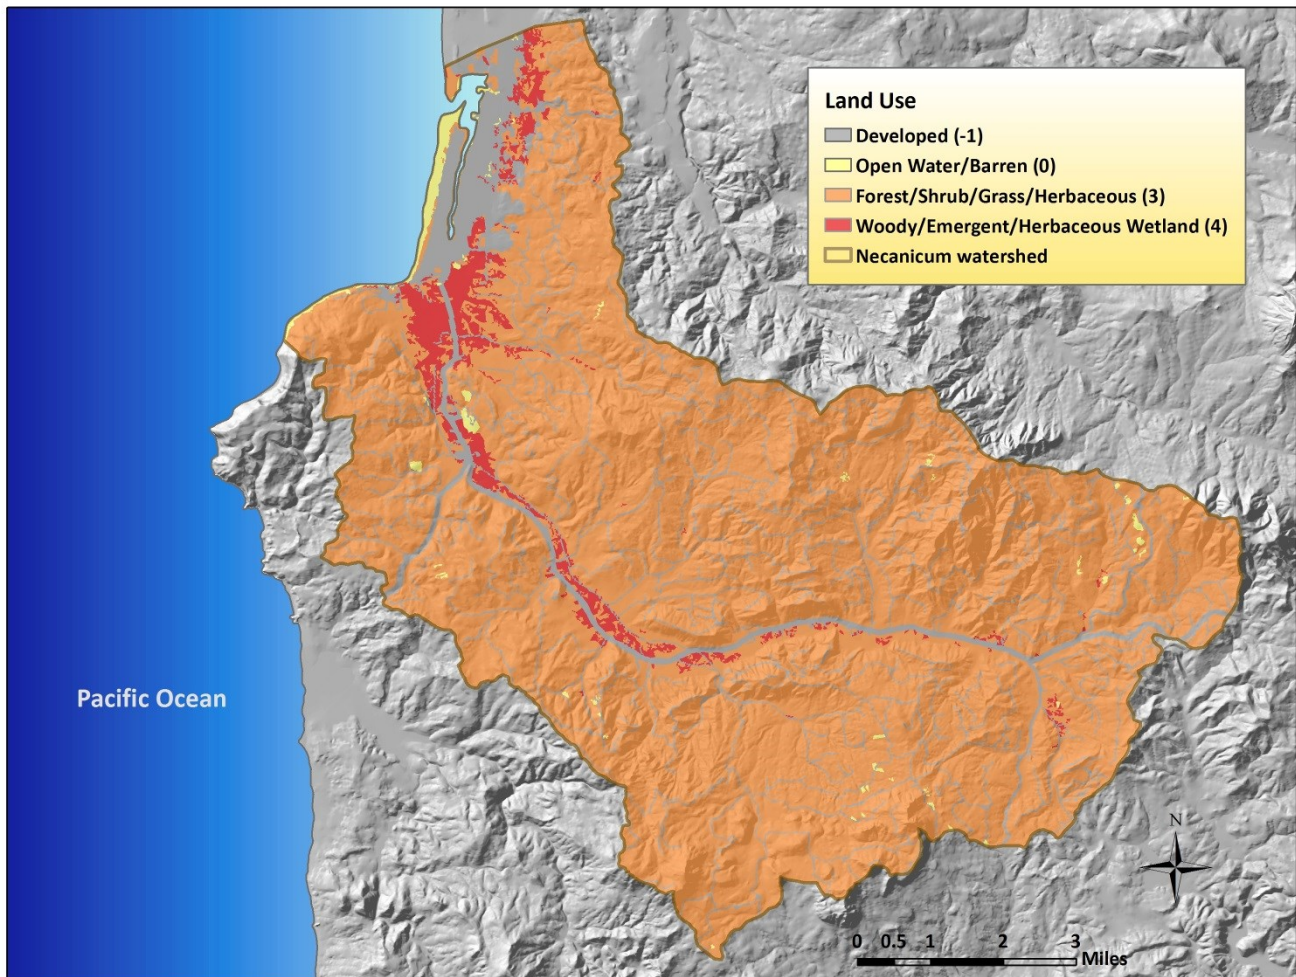 Land Use
Developed (-1)
Open Water/Barren (0)
Forest/Shrub/Grass/Herbaceous (3)
Woody/Emergent/Herbaceous Wetland (4)
Necanicum watershed
Pacific Ocean
N
0 0.5 1 2 3
Miles